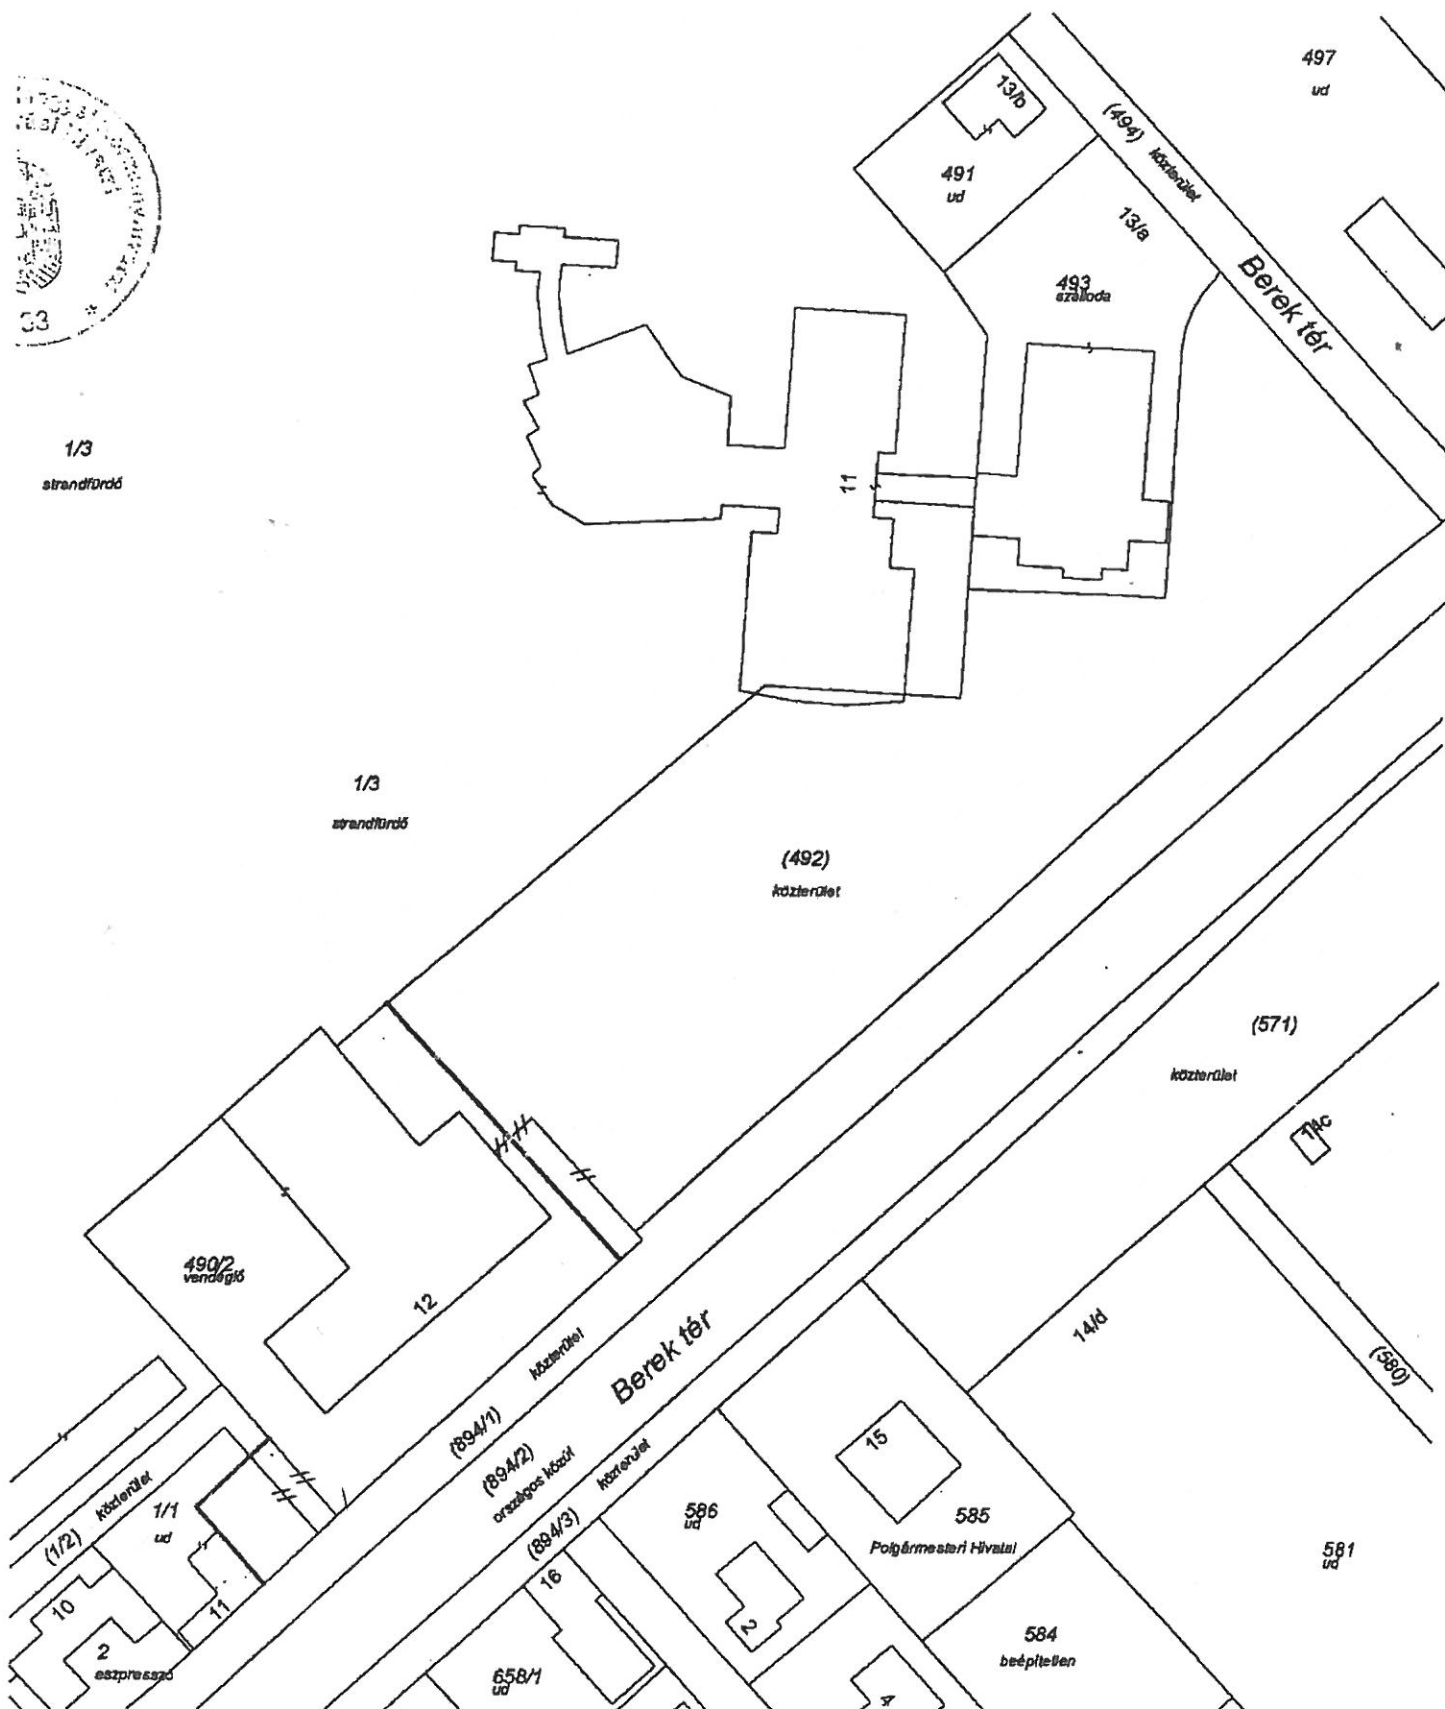 497
ud
13/b
(494) közterület
491
ud
13/a
493
szálloda
Berek tér
33
1/3
strandfürdő
11
1/3
strandfürdő
(492)
közterület
(571)
közterület
14/c
490/2
vendéglő
12
14/d
(580)
közterület
Berek tér
(894/1)
(894/2)
országos közút
(894/3) közterület
15
586
ud
585
Polgármesteri Hivatal
581
ud
(1/2) közterület
1/1
ud
10
11
16
2
584
beépítetlen
2
eszpresszó
658/1
ud
4